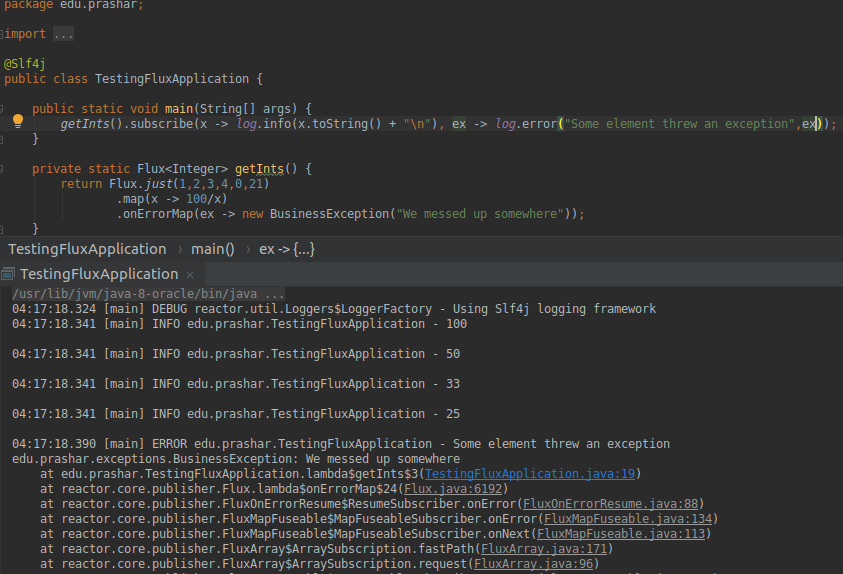 package edu.prashar;
import ...
@Slf4j
public class TestingFluxApplication {
public static void main(String[] args) {
getInts().subscribe(x -> log.info(x.toString() + "\n"), ex -> log.error("Some element threw an exception",ex));
}
private static Flux<Integer> getInts() {
return Flux.just(1,2,3,4,0,21)
.map(x -> 100/x)
.onErrorMap(ex -> new BusinessException("We messed up somewhere"));
}
TestingFluxApplication › main() › ex -> {...}
TestingFluxApplication ×
/usr/lib/jvm/java-8-oracle/bin/java ...
04:17:18.324 [main] DEBUG reactor.util.Loggers$LoggerFactory - Using Slf4j logging framework
04:17:18.341 [main] INFO edu.prashar.TestingFluxApplication - 100
04:17:18.341 [main] INFO edu.prashar.TestingFluxApplication - 50
04:17:18.341 [main] INFO edu.prashar.TestingFluxApplication - 33
04:17:18.341 [main] INFO edu.prashar.TestingFluxApplication - 25
04:17:18.390 [main] ERROR edu.prashar.TestingFluxApplication - Some element threw an exception
edu.prashar.exceptions.BusinessException: We messed up somewhere
at edu.prashar.TestingFluxApplication.lambda$getInts$3(TestingFluxApplication.java:19)
at reactor.core.publisher.Flux.lambda$onErrorMap$24(Flux.java:6192)
at reactor.core.publisher.FluxOnErrorResume$ResumeSubscriber.onError(FluxOnErrorResume.java:88)
at reactor.core.publisher.FluxMapFuseable$MapFuseableSubscriber.onError(FluxMapFuseable.java:134)
at reactor.core.publisher.FluxMapFuseable$MapFuseableSubscriber.onNext(FluxMapFuseable.java:113)
at reactor.core.publisher.FluxArray$ArraySubscription.fastPath(FluxArray.java:171)
at reactor.core.publisher.FluxArray$ArraySubscription.request(FluxArray.java:96)